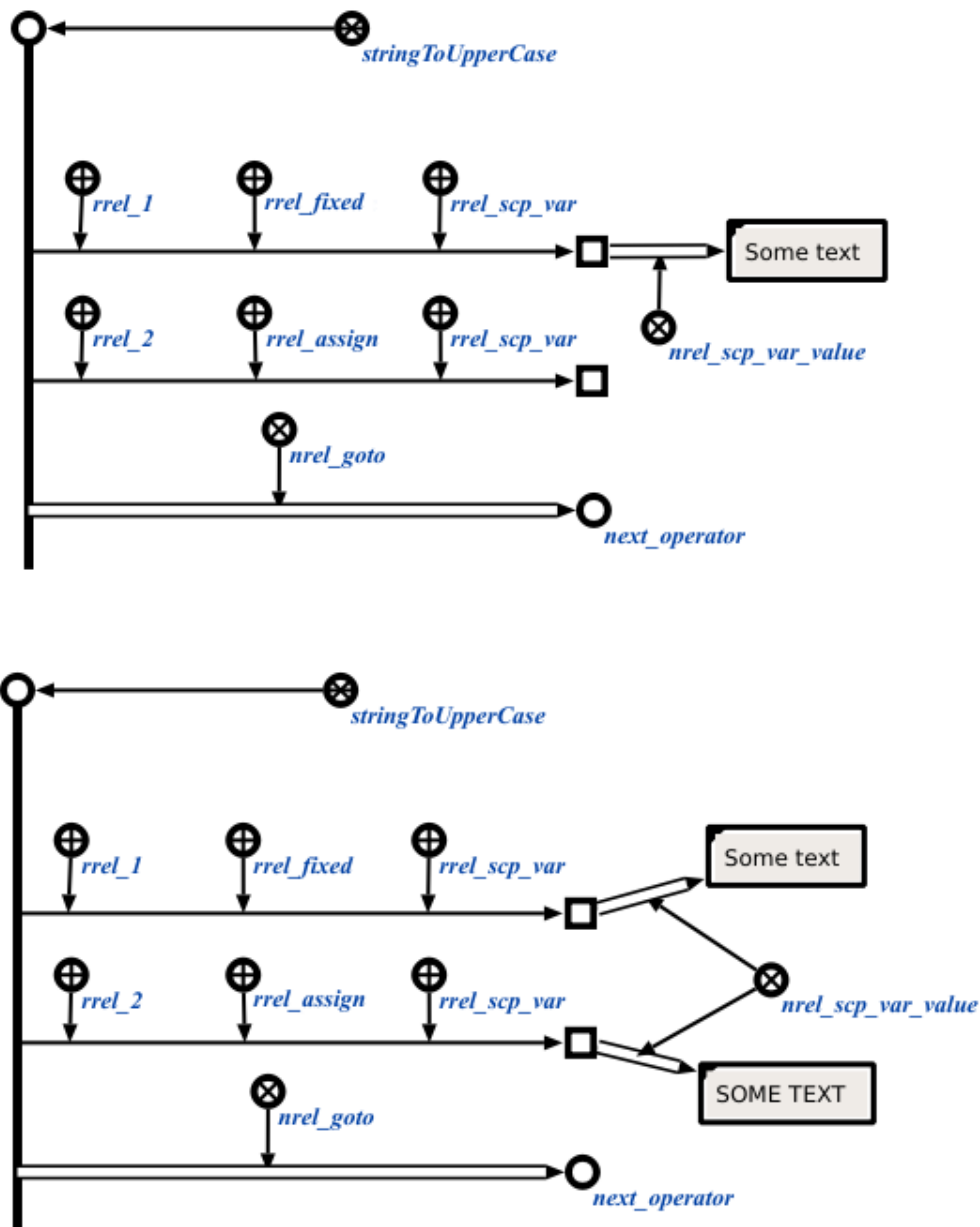 stringToUpperCase
rrel_1
rrel_fixed
rrel_scp_var
Some text
rrel_2
rrel_assign
rrel_scp_var
nrel_scp_var_value
nrel_goto
next_operator
stringToUpperCase
rrel_1
rrel_fixed
rrel_scp_var
Some text
rrel_2
rrel_assign
rrel_scp_var
nrel_scp_var_value
SOME TEXT
nrel_goto
next_operator